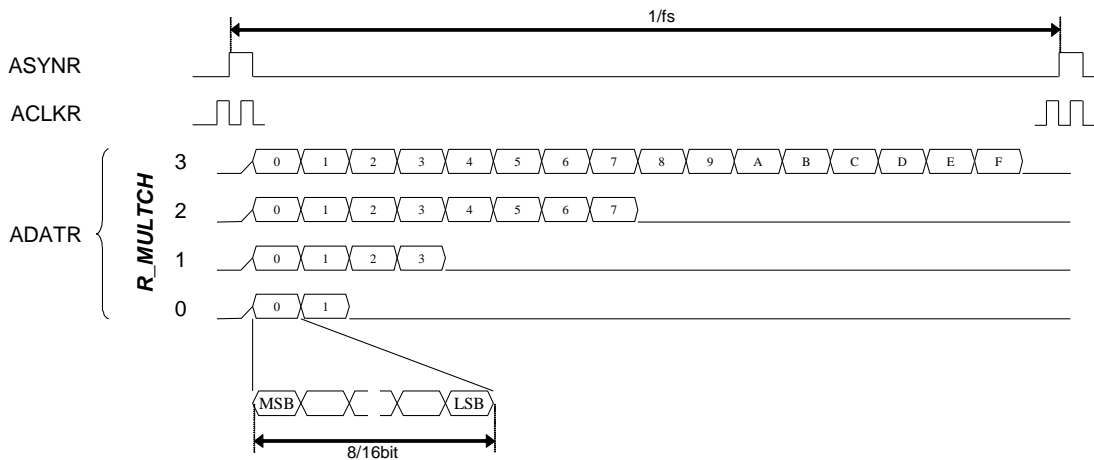 1/fs
ASYNR
ACLKR
3 0 1 2 3 4 5 6 7 8 9 A B C D E F
2 0 1 2 3 4 5 6 7
ADATR
R_MULTCH
1 0 1 2 3
0 0 1
MSB LSB
8/16bit